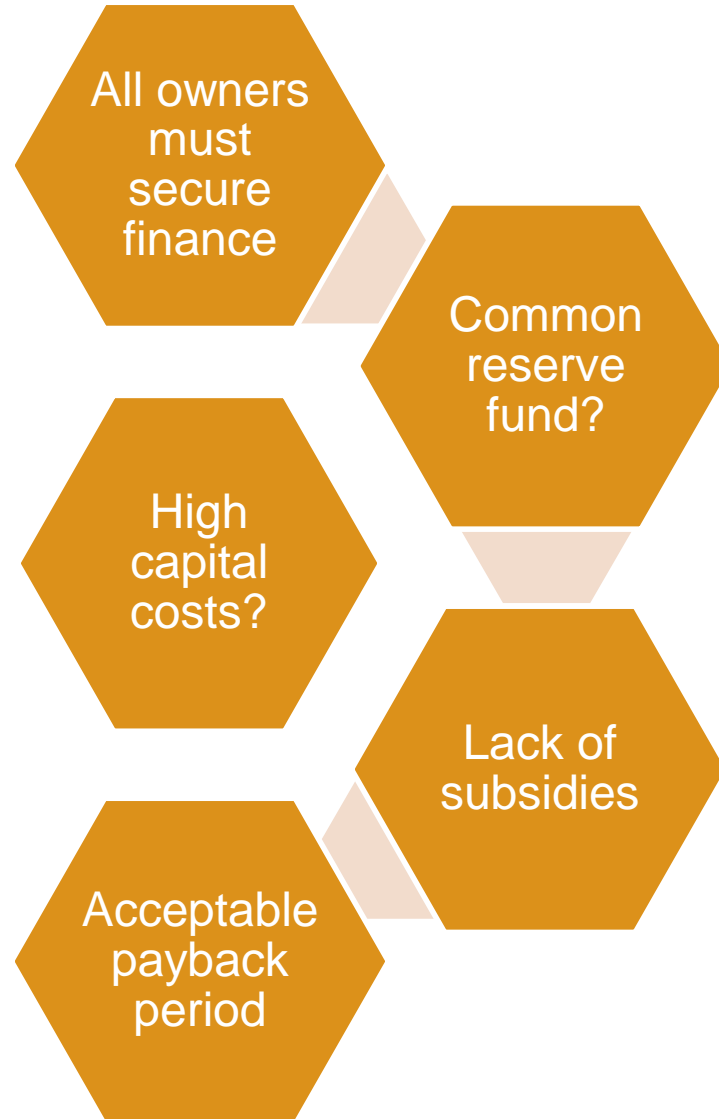 All owners
must
secure
finance
Common
reserve
fund?
High
capital
costs?
Lack of
subsidies
Acceptable
payback
period